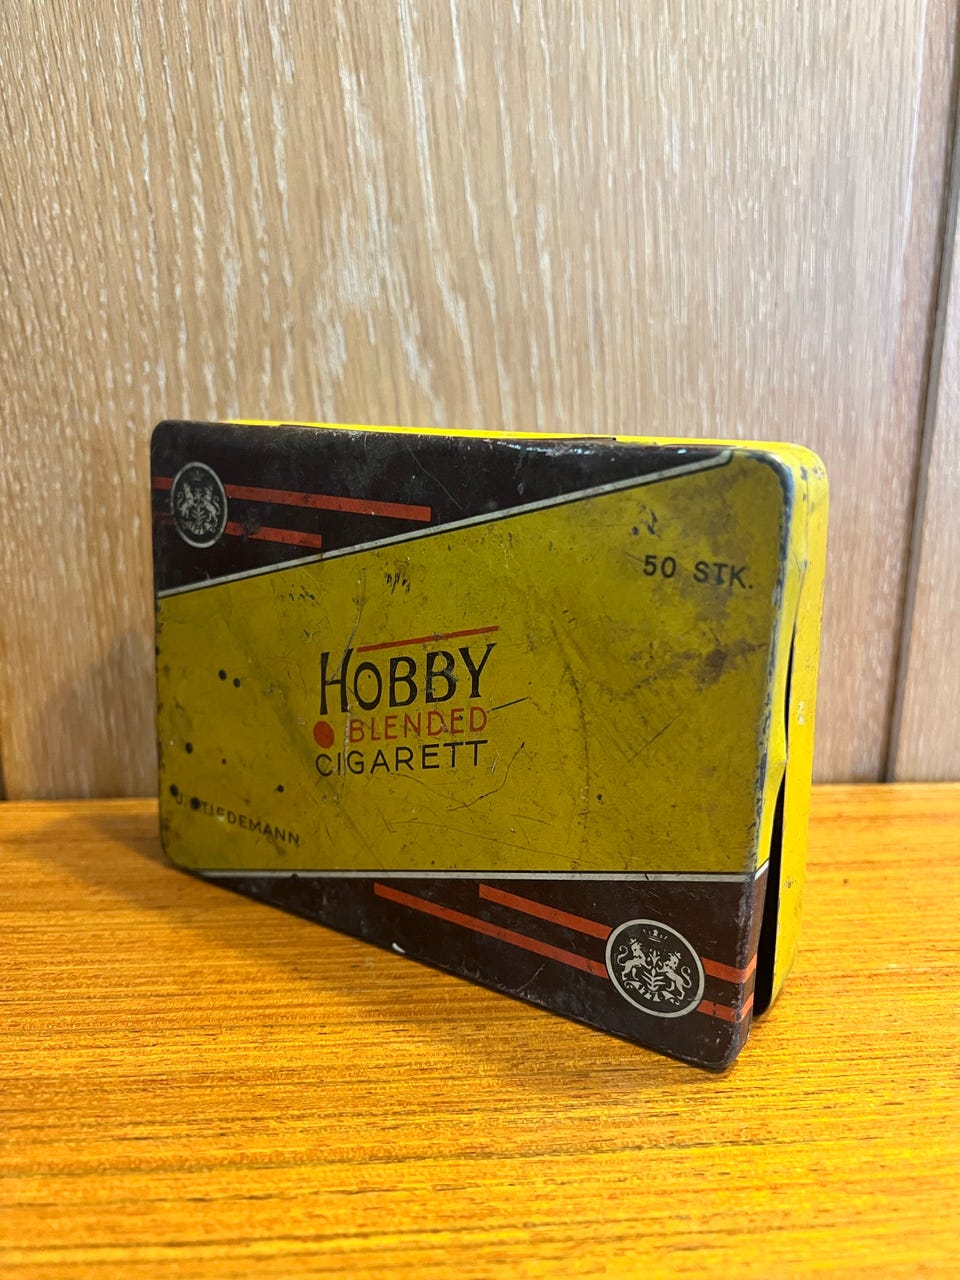 50 STK.
HOBBY
BLENDED
CIGARETT
TIEDEMANN